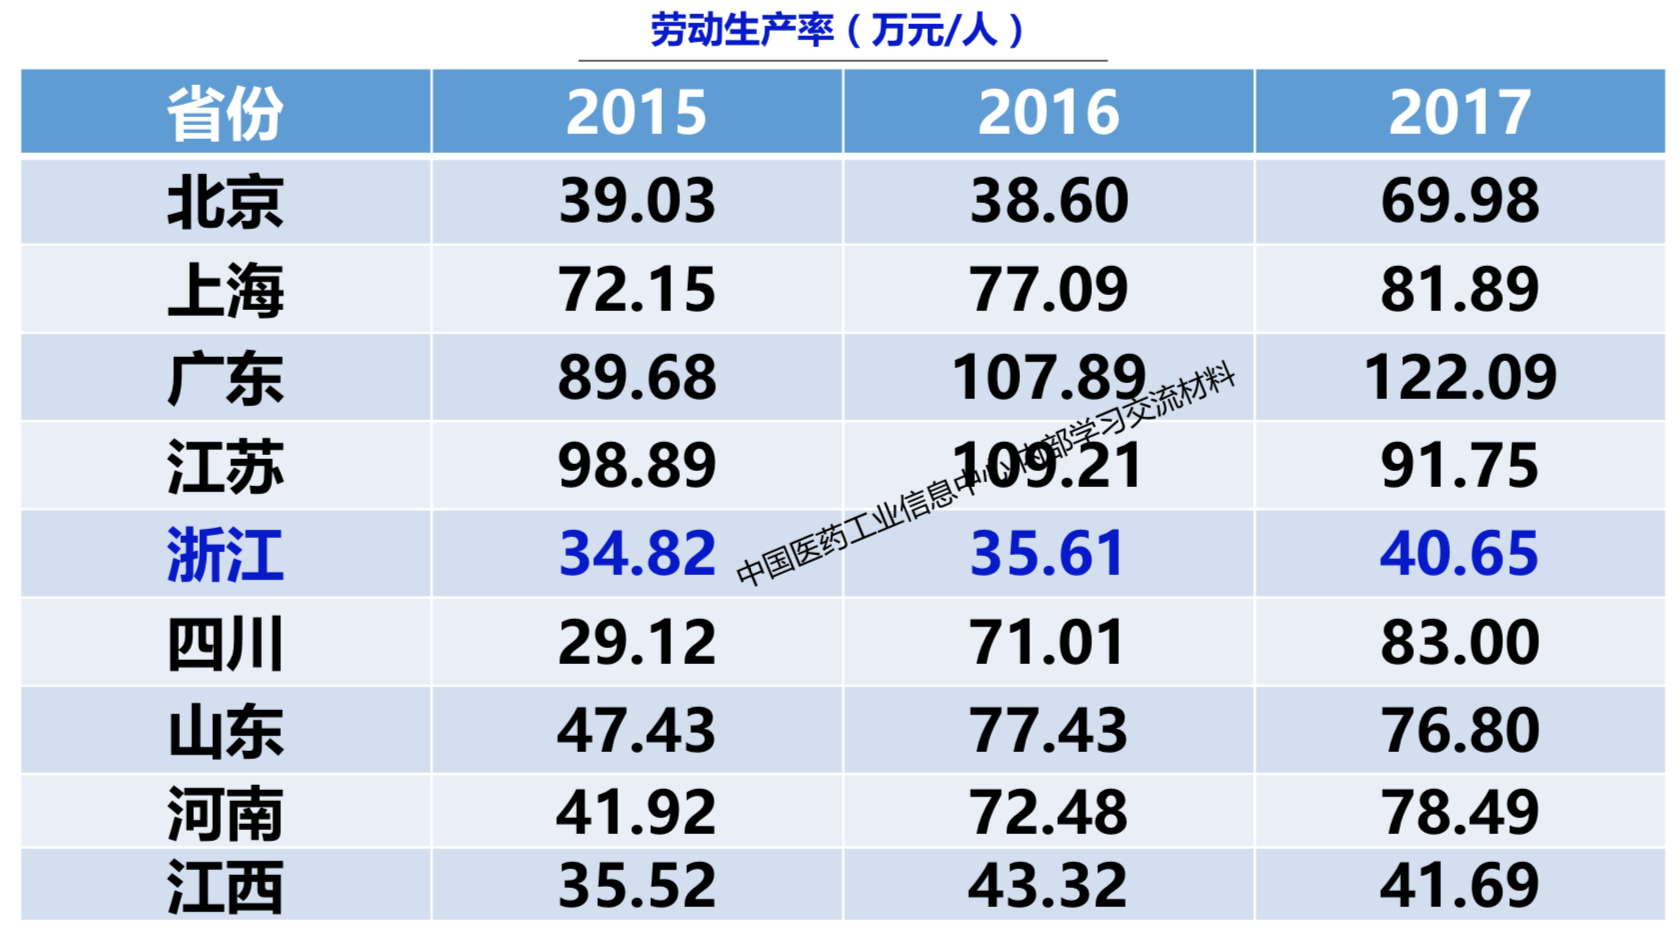 劳动生产率（万元/人）
省份 2015 2016 2017
北京 39.03 38.60 69.98
上海 72.15 77.09 81.89
广东 89.68 107.89 122.09
江苏 98.89 109.21 91.75
浙江 34.82 35.61 40.65
四川 29.12 71.01 83.00
山东 47.43 77.43 76.80
河南 41.92 72.48 78.49
江西 35.52 43.32 41.69
中国医药工业信息中心内部学习交流材料